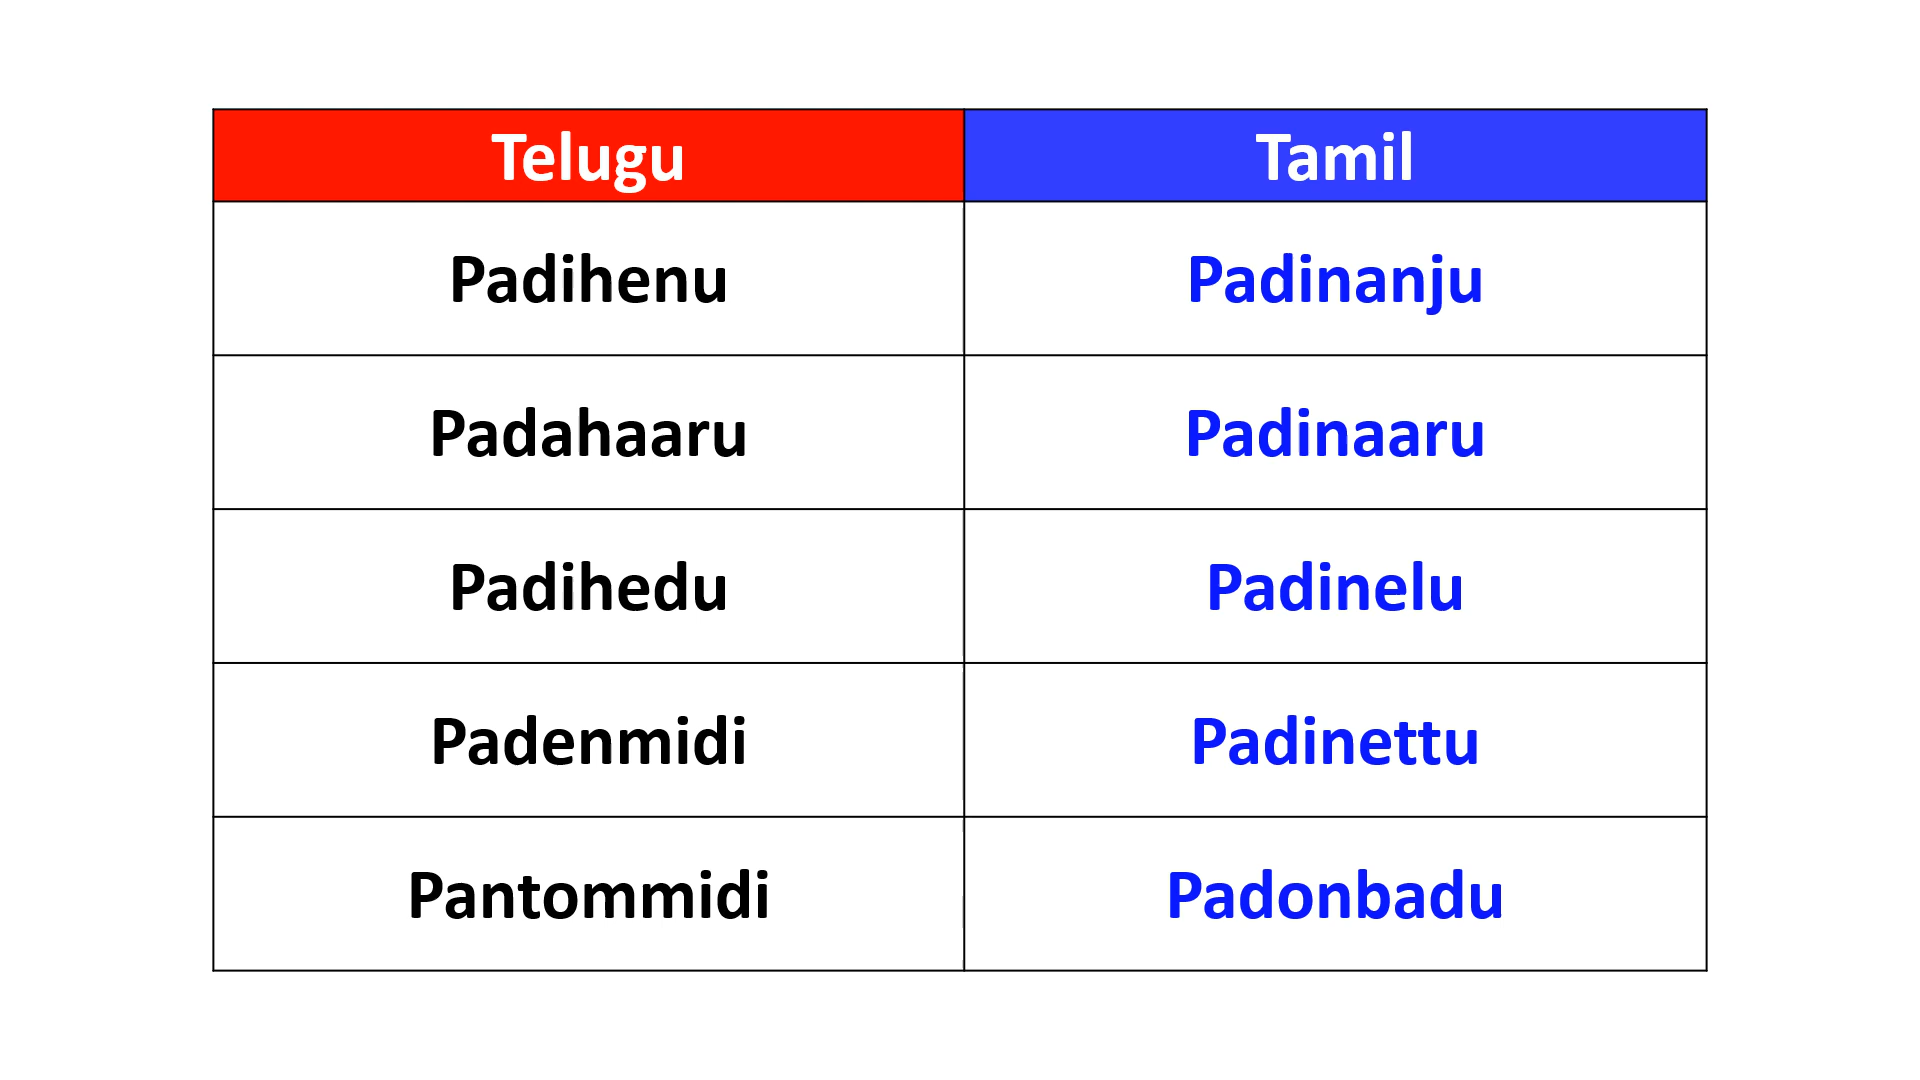 Telugu Tamil
Padihenu Padinanju
Padahaaru Padinaaru
Padihedu Padinelu
Padenmidi Padinettu
Pantommidi Padonbadu